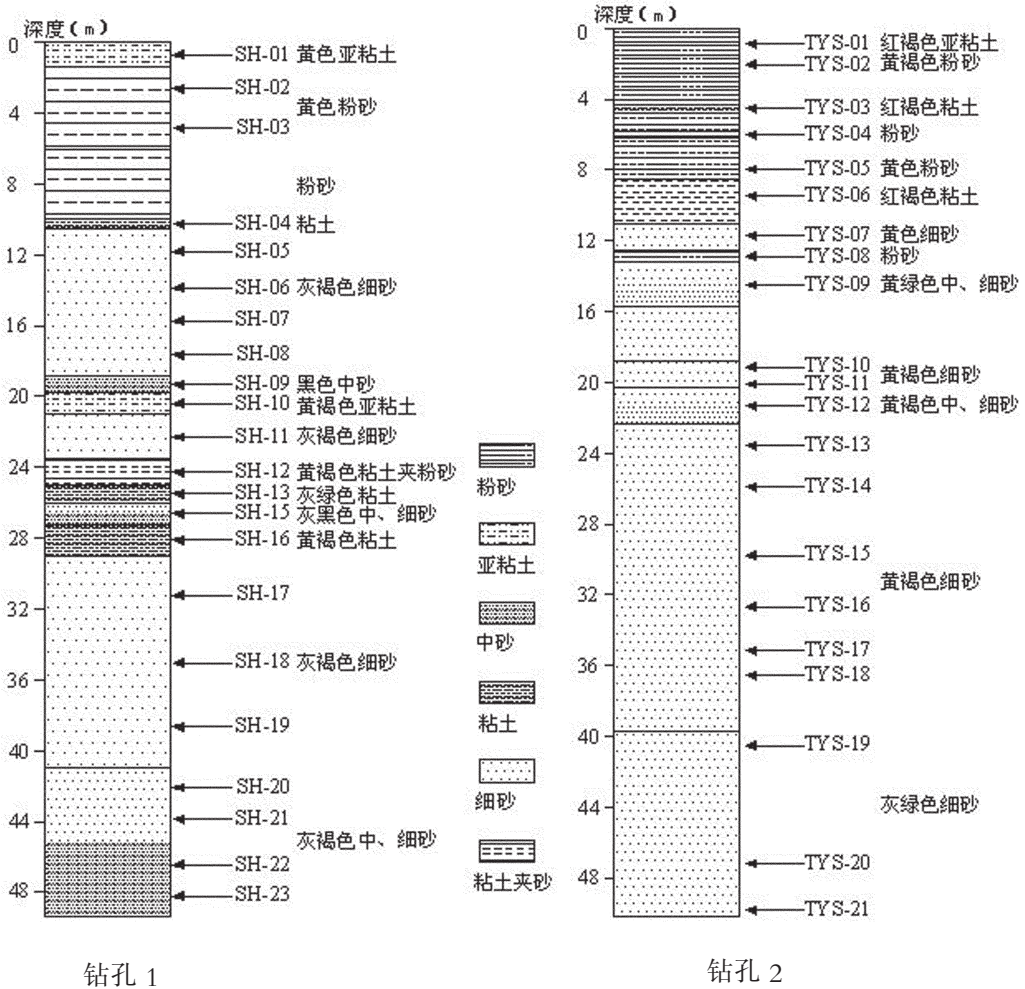 深度(m)
0
4
8
12
16
20
24
28
32
36
40
44
48
SH-01 黄色亚粘土
SH-02
黄色粉砂
SH-03
粉砂
SH-04 粘土
SH-05
SH-06 灰褐色细砂
SH-07
SH-08
SH-09 黑色中砂
SH-10 黄褐色亚粘土
SH-11 灰褐色细砂
SH-12 黄褐色粘土夹粉砂
SH-13 灰绿色粘土
SH-15 灰黑色中、细砂
SH-16 黄褐色粘土
SH-17
SH-18 灰褐色细砂
SH-19
SH-20
SH-21
灰褐色中、细砂
SH-22
SH-23
钻孔 1
粉砂
亚粘土
中砂
粘土
细砂
粘土夹砂
深度(m)
0
4
8
12
16
20
24
28
32
36
40
44
48
TYS-01 红褐色亚粘土
TYS-02 黄褐色粉砂
TYS-03 红褐色粘土
TYS-04 粉砂
TYS-05 黄色粉砂
TYS-06 红褐色粘土
TYS-07 黄色细砂
TYS-08 粉砂
TYS-09 黄绿色中、细砂
TYS-10
黄褐色细砂
TYS-11
TYS-12 黄褐色中、细砂
TYS-13
TYS-14
TYS-15
黄褐色细砂
TYS-16
TYS-17
TYS-18
TYS-19
灰绿色细砂
TYS-20
TYS-21
钻孔 2